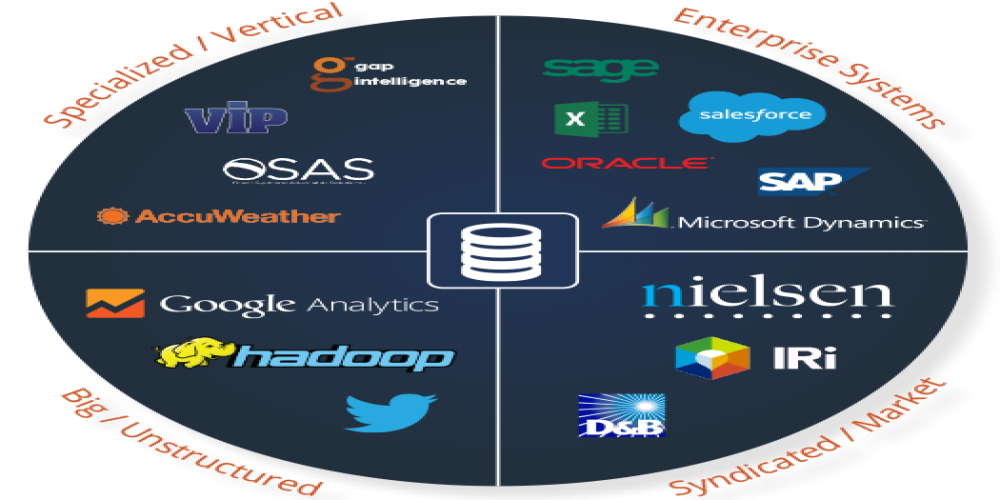 Specialized / Vertical
gap
intelligence
VIP
OSAS
AccuWeather
Enterprise Systems
sage
X
salesforce
ORACLE
SAP
Microsoft Dynamics
Google Analytics
hadoop
Big / Unstructured
nielsen
IRi
D&B
Syndicated / Market